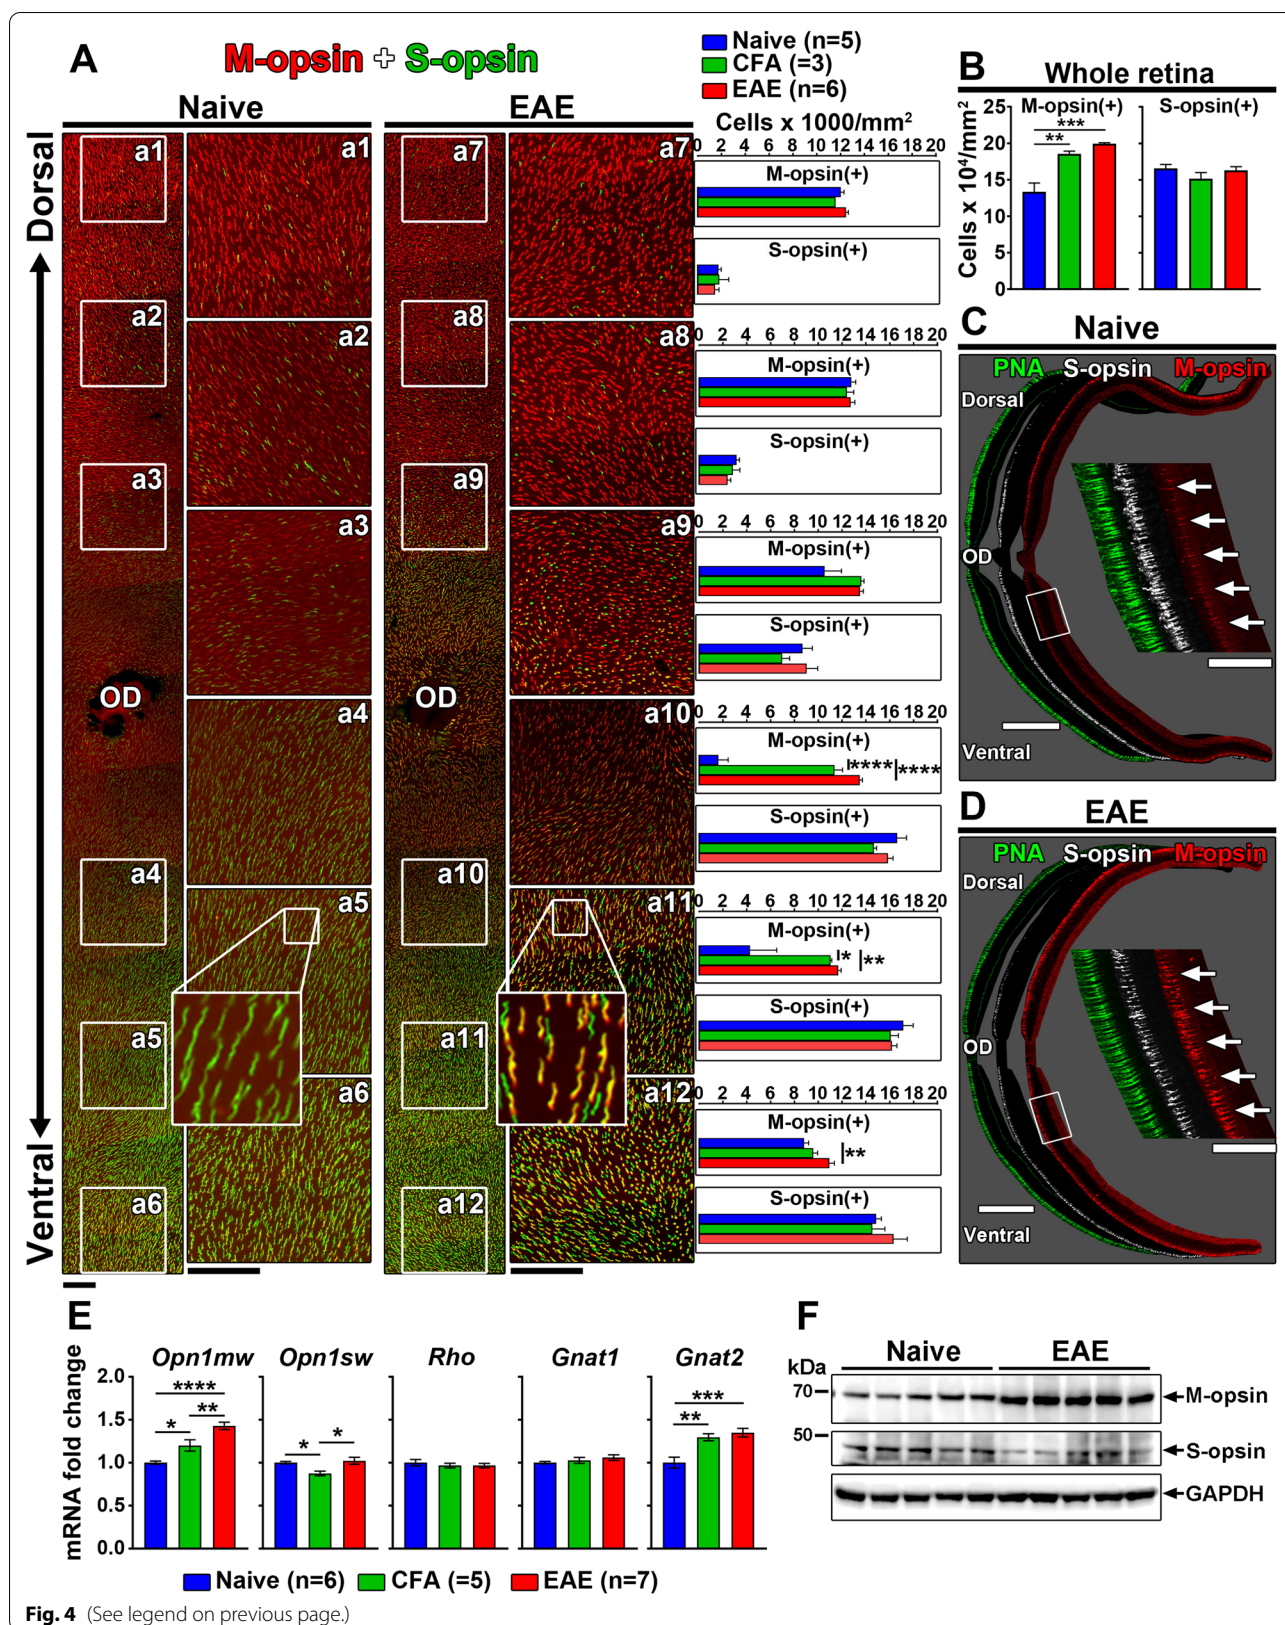 A
M-opsin + S-opsin
Naive
EAE
Naive (n=5)
CFA (=3)
EAE (n=6)
Cells x 1000/mm2
Dorsal
Ventral
a1
a2
a3
OD
a4
a5
a6
a1
a2
a3
a4
a5
a6
a7
a8
a9
OD
a10
a11
a12
a7
a8
a9
a10
a11
a12
0 2 4 6 8 10 12 14 16 18 20
M-opsin(+)
S-opsin(+)
0 2 4 6 8 10 12 14 16 18 20
M-opsin(+)
S-opsin(+)
0 2 4 6 8 10 12 14 16 18 20
M-opsin(+)
S-opsin(+)
0 2 4 6 8 10 12 14 16 18 20
M-opsin(+)
**** ****
S-opsin(+)
0 2 4 6 8 10 12 14 16 18 20
M-opsin(+)
* **
S-opsin(+)
0 2 4 6 8 10 12 14 16 18 20
M-opsin(+)
**
S-opsin(+)
B
Whole retina
M-opsin(+) S-opsin(+)
Cells x 10⁴/mm²
25
20
15
10
5
0
***
**
C
Naive
PNA S-opsin M-opsin
Dorsal
OD
Ventral
D
EAE
PNA S-opsin M-opsin
Dorsal
OD
Ventral
E
mRNA fold change
2.0
1.5
1.0
0.5
0.0
Opn1mw Opn1sw Rho Gnat1 Gnat2
****
* **
* *
***
**
Naive (n=6) CFA (=5) EAE (n=7)
F
Naive EAE
kDa
70
50
M-opsin
S-opsin
GAPDH
Fig. 4 (See legend on previous page.)